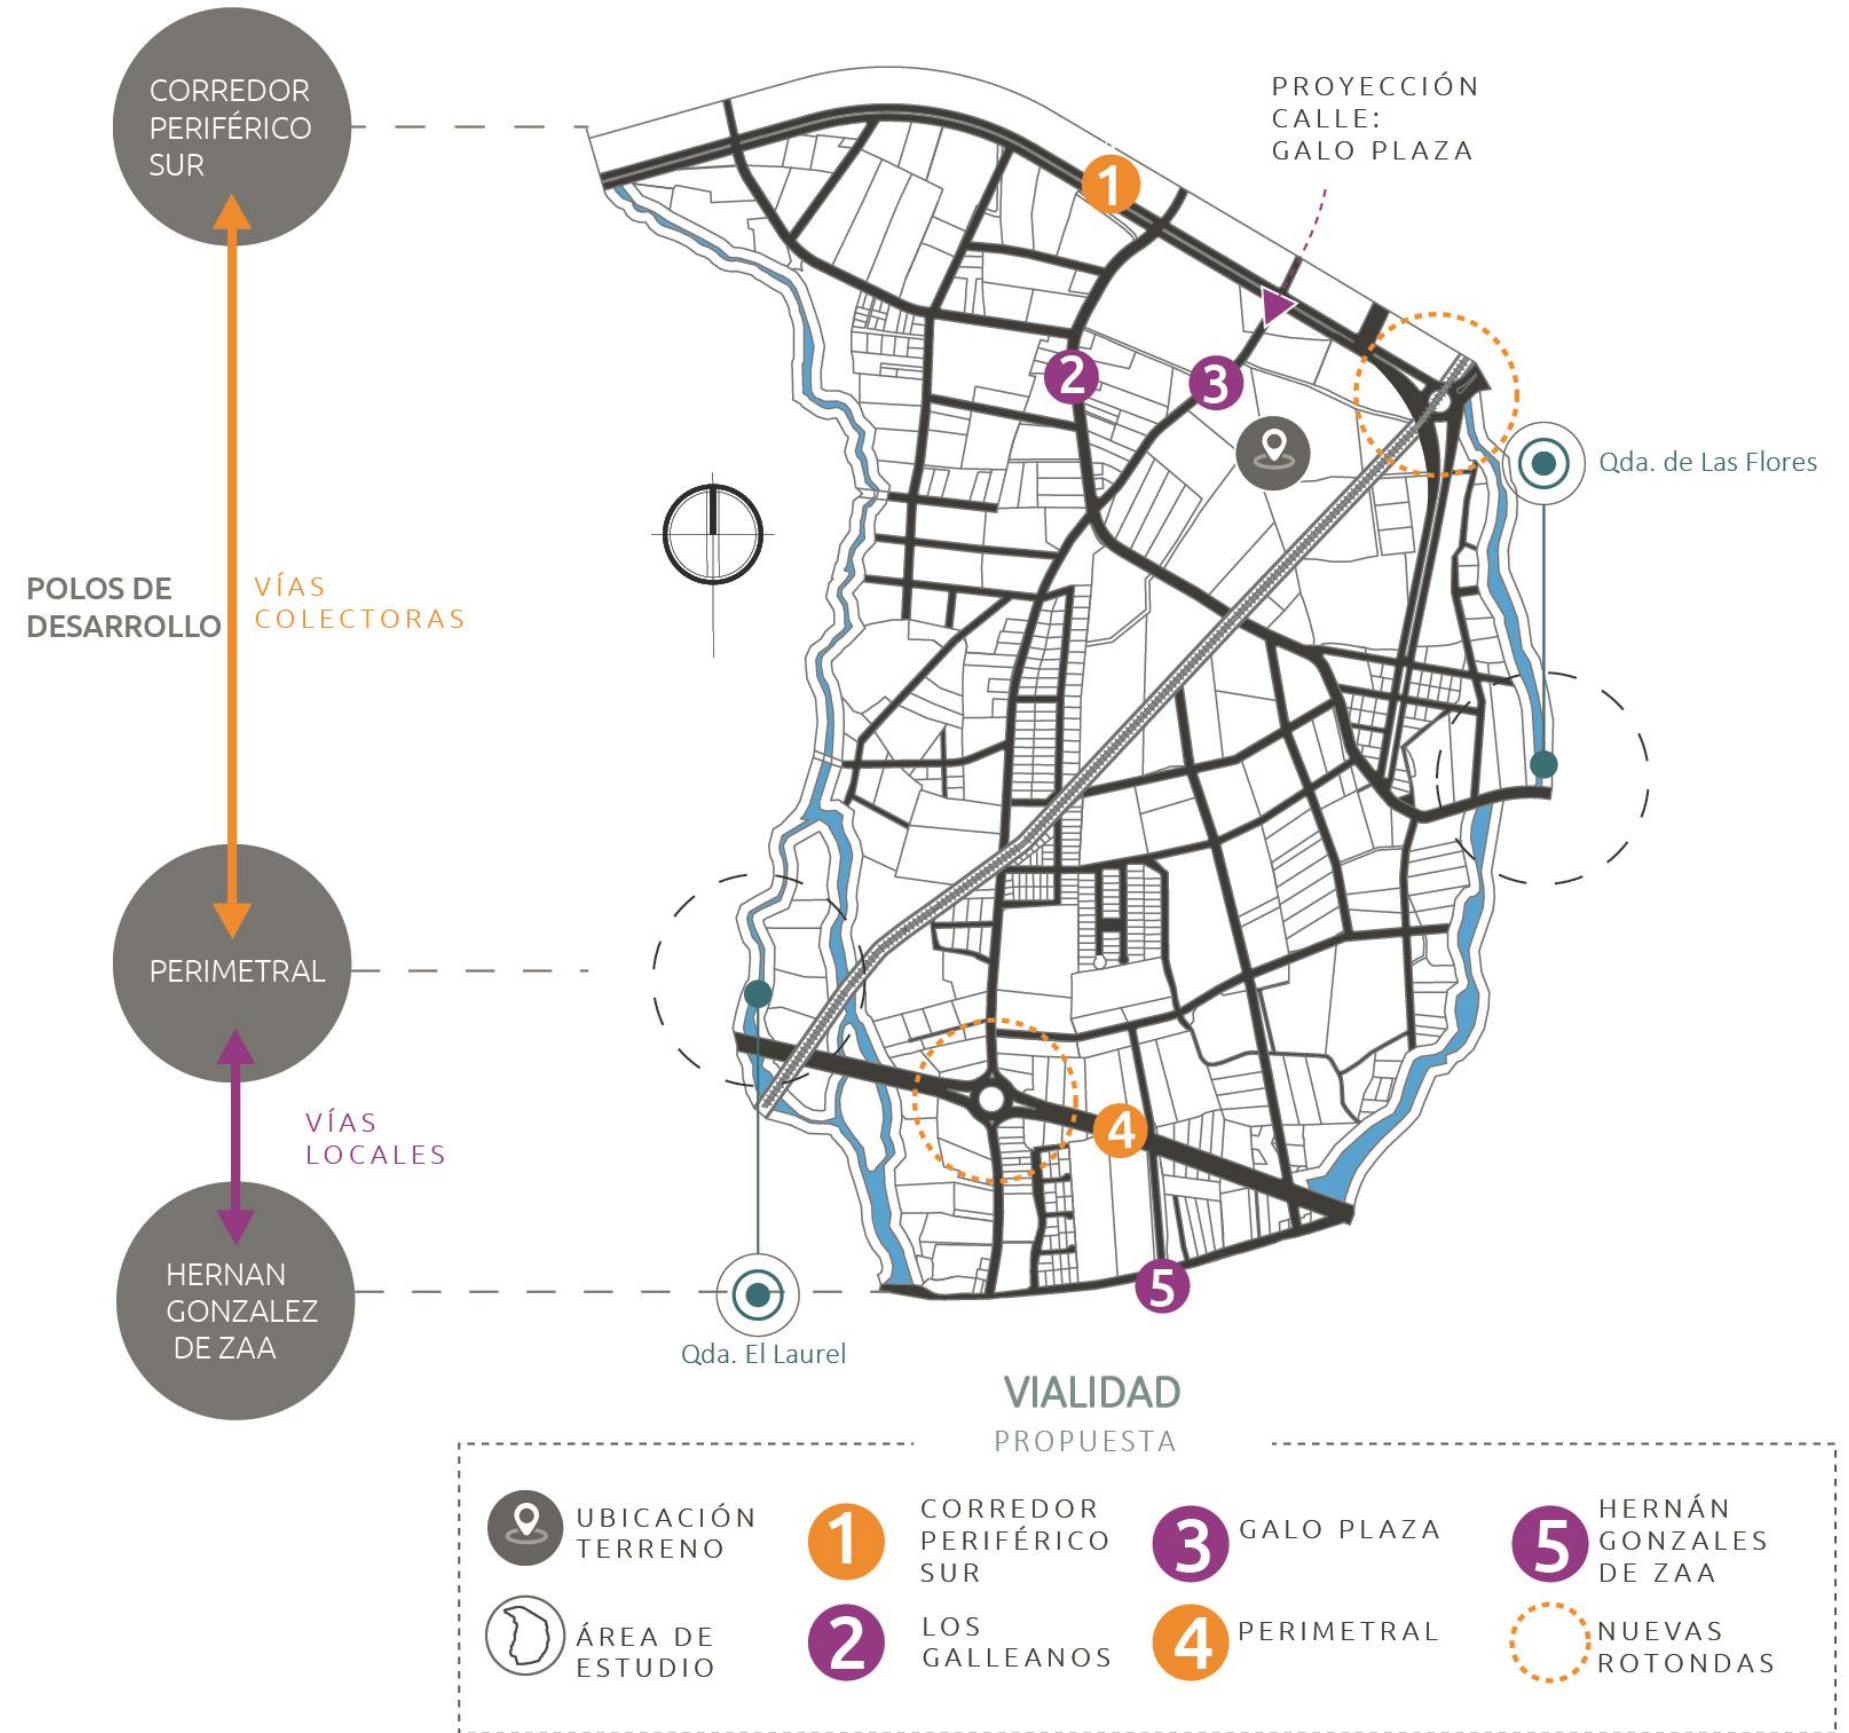 CORREDOR
PERIFÉRICO
SUR
PROYECCIÓN
CALLE:
GALO PLAZA
1
2
3
Qda. de Las Flores
POLOS DE
DESARROLLO
VÍAS
COLECTORAS
PERIMETRAL
VÍAS
LOCALES
4
HERNAN
GONZALEZ
DE ZAA
5
Qda. El Laurel
VIALIDAD
PROPUESTA
UBICACIÓN
TERRENO
1
CORREDOR
PERIFÉRICO
SUR
3
GALO PLAZA
5
HERNÁN
GONZALES
DE ZAA
ÁREA DE
ESTUDIO
2
LOS
GALLEANOS
4
PERIMETRAL
NUEVAS
ROTONDAS